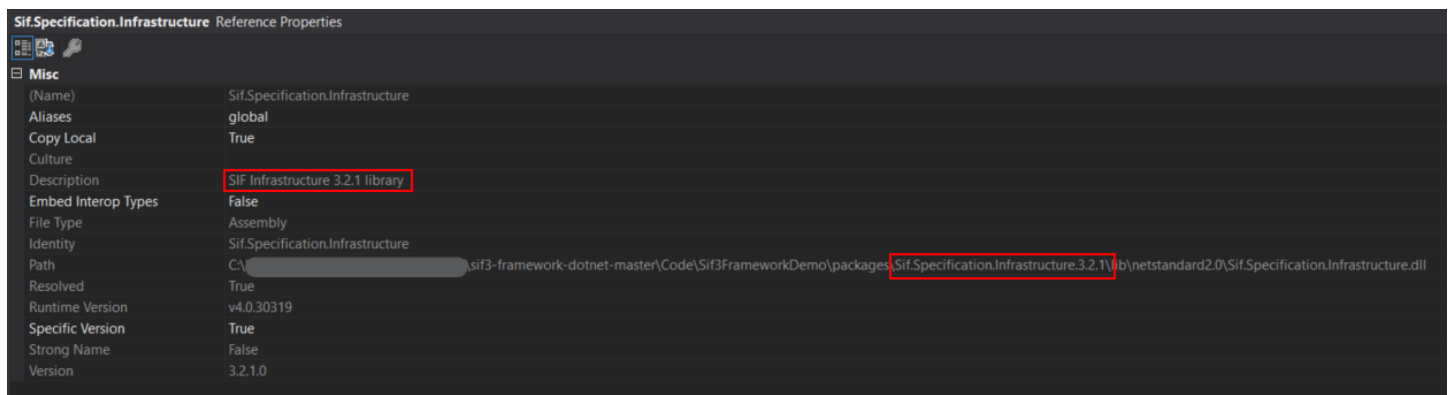 Sif.Specification.Infrastructure Reference Properties
Misc
(Name) Sif.Specification.Infrastructure
Aliases global
Copy Local True
Culture
Description SIF Infrastructure 3.2.1 library
Embed Interop Types False
File Type Assembly
Identity Sif.Specification.Infrastructure
Path C:\ \sif3-framework-dotnet-master\Code\Sif3FrameworkDemo\packages\Sif.Specification.Infrastructure.3.2.1\lib\netstandard2.0\Sif.Specification.Infrastructure.dll
Resolved True
Runtime Version v4.0.30319
Specific Version True
Strong Name False
Version 3.2.1.0